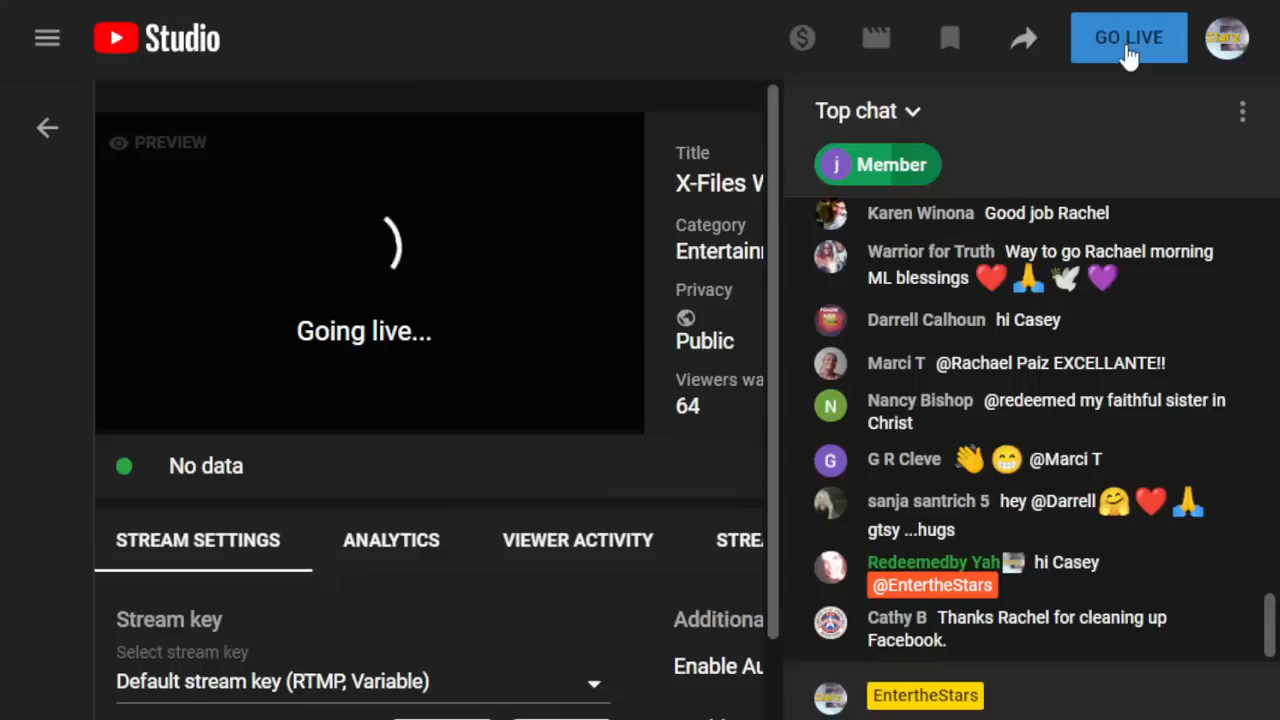 Studio
GO LIVE
PREVIEW
Going live...
No data
Title
X-Files W
Category
Entertain
Privacy
Public
Viewers wa
64
STREAM SETTINGS
ANALYTICS
VIEWER ACTIVITY
STREA
Stream key
Select stream key
Default stream key (RTMP, Variable)
Additiona
Enable Au
Top chat
j Member
Karen Winona Good job Rachel
Warrior for Truth Way to go Rachael morning
ML blessings ❤️🙏🕊️💜
Darrell Calhoun hi Casey
Marci T @Rachael Paiz EXCELLANTE!!
N Nancy Bishop @redeemed my faithful sister in
Christ
G G R Cleve 👏😁 @Marci T
sanja santrich 5 hey @Darrell 🤗❤️🙏
gtsy ...hugs
Redeemedby Yah hi Casey
@EntertheStars
Cathy B Thanks Rachel for cleaning up
Facebook.
EntertheStars